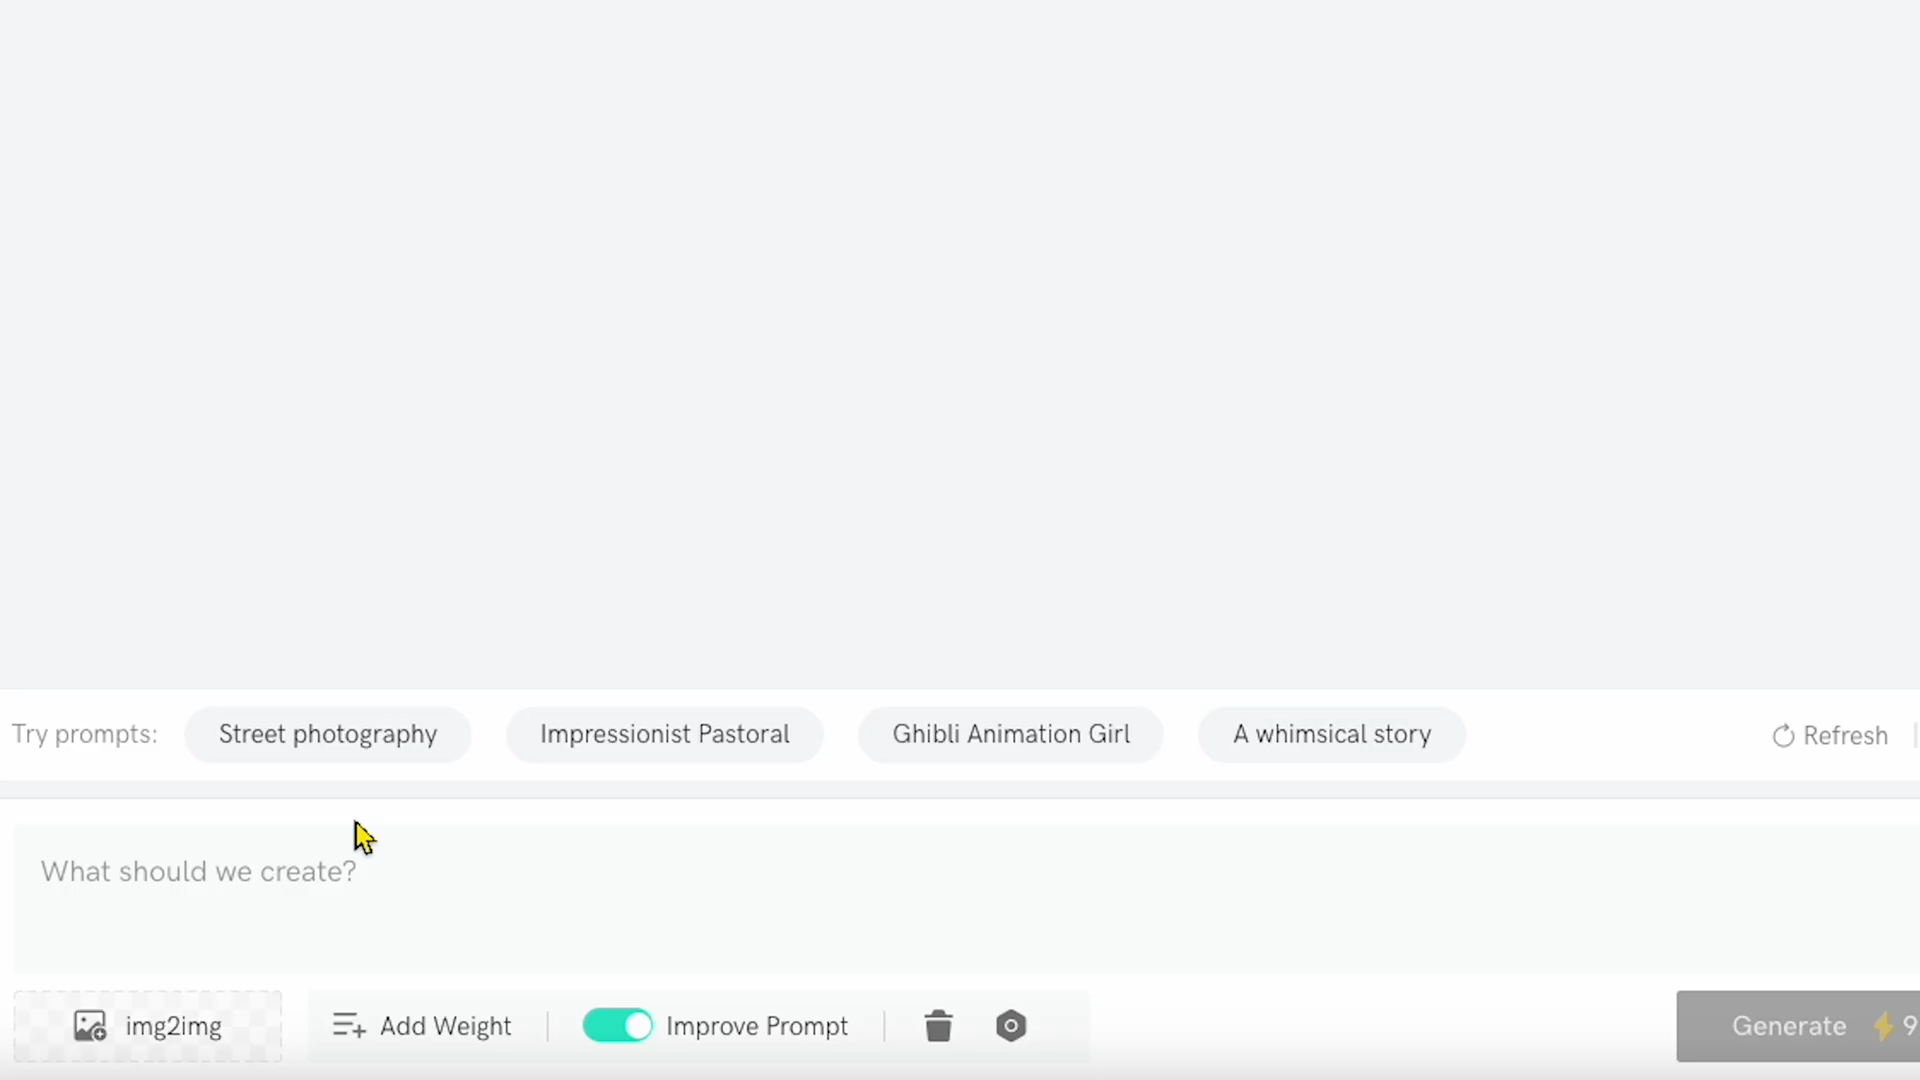 Try prompts: Street photography Impressionist Pastoral Ghibli Animation Girl A whimsical story Refresh
What should we create?
img2img Add Weight Improve Prompt Generate 9